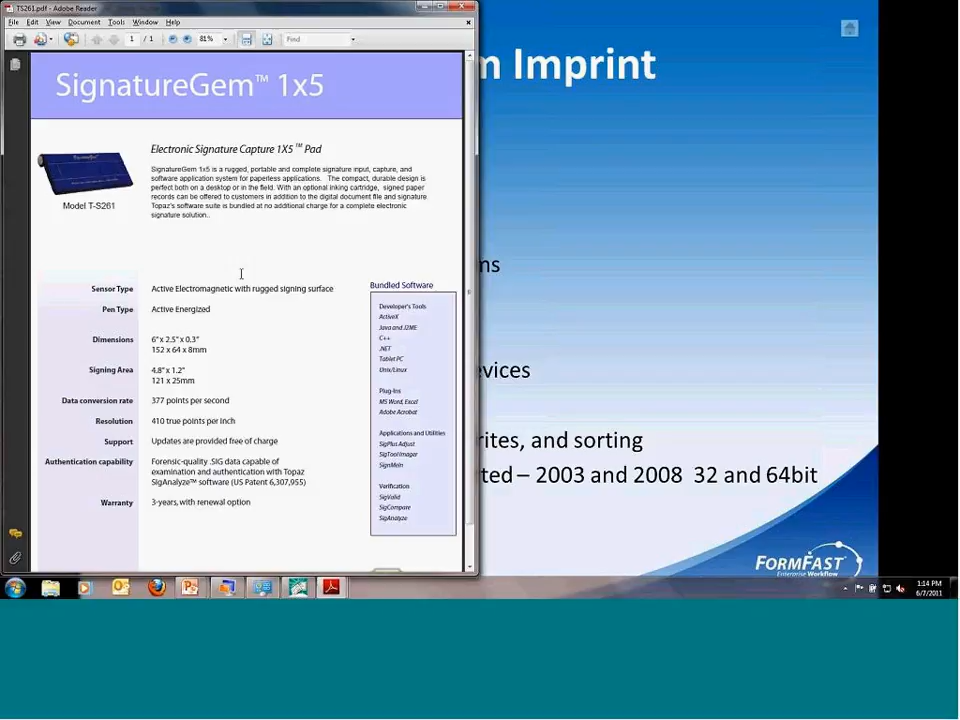 TS261.pdf - Adobe Reader
File Edit View Document Tools Window Help
1 / 1 81% Find
SignatureGem™ 1x5
Electronic Signature Capture 1X5 ™ Pad
SignatureGem 1x5 is a rugged, portable and complete signature input, capture, and
software application system for paperless applications. The compact, durable design is
perfect both on a desktop or in the field. With an optional inking cartridge, signed paper
records can be offered to customers in addition to the digital document file and signature
Topaz's software suite is bundled at no additional charge for a complete electronic
signature solution..
Model T-S261
Sensor Type Active Electromagnetic with rugged signing surface
Pen Type Active Energized
Dimensions 6" x 2.5" x 0.3"
152 x 64 x 8mm
Signing Area 4.8" x 1.2"
121 x 25mm
Data conversion rate 377 points per second
Resolution 410 true points per inch
Support Updates are provided free of charge
Authentication capability Forensic-quality .SIG data capable of
examination and authentication with Topaz
SigAnalyze™ software (US Patent 6,307,955)
Warranty 3-years, with renewal option
Bundled Software
Developer's Tools
ActiveX
Java and J2ME
C++
.NET
Tablet PC
Unix/Linux
Plug-Ins
MS Word, Excel
Adobe Acrobat
Applications and Utilities
SigPlus Adjust
SigTool Imager
SignMeIn
Verification
SigValid
SigCompare
SigAnalyze
m Imprint
ms
evices
rites, and sorting
ted – 2003 and 2008 32 and 64bit
FORMFAST
Enterprise Workflow
1:14 PM
6/7/2011